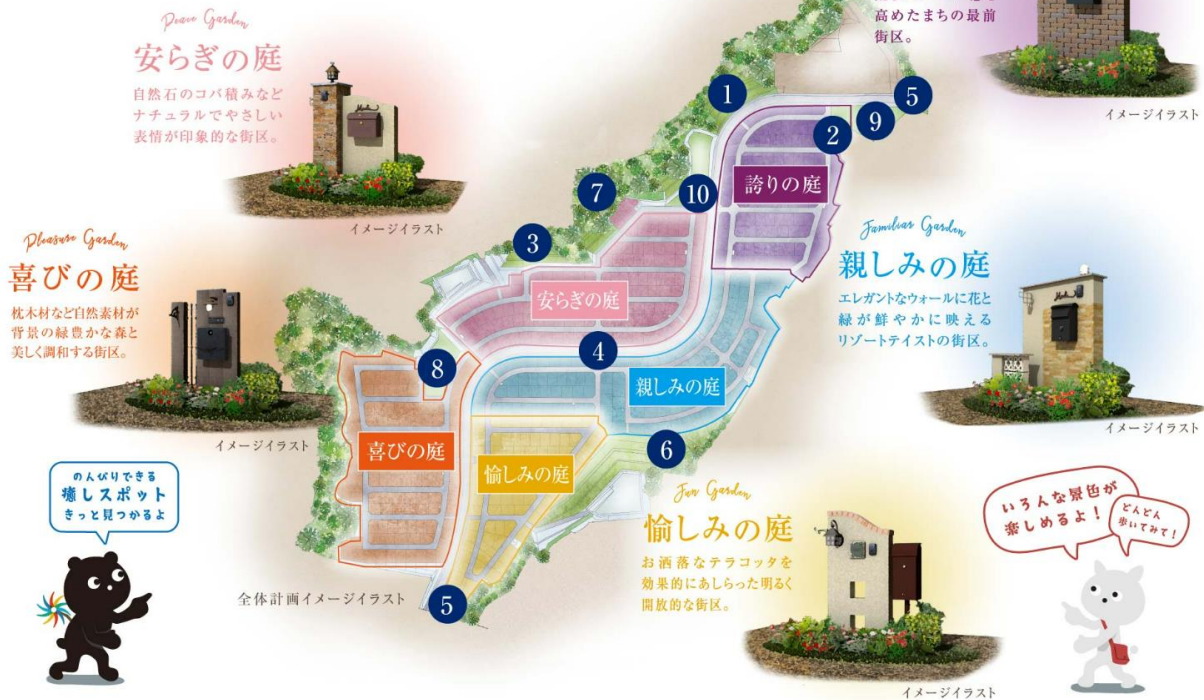 Peace Garden
安らぎの庭
自然石のコバ積みなど
ナチュラルでやさしい
表情が印象的な街区。
イメージイラスト
高めたまちの最前
街区。
イメージイラスト
1
5
2
9
誇りの庭
7
10
3
Pleasure Garden
喜びの庭
枕木材など自然素材が
背景の緑豊かな森と
美しく調和する街区。
イメージイラスト
Familiar Garden
親しみの庭
エレガントなウォールに花と
緑が鮮やかに映える
リゾートテイストの街区。
イメージイラスト
安らぎの庭
4
8
親しみの庭
喜びの庭
愉しみの庭
6
Fun Garden
愉しみの庭
お洒落なテラコッタを
効果的にあしらった明るく
開放的な街区。
イメージイラスト
のんびりできる
癒しスポット
きっと見つかるよ
全体計画イメージイラスト
5
いろんな景色が
楽しめるよ！
どんどん
歩いてみて！